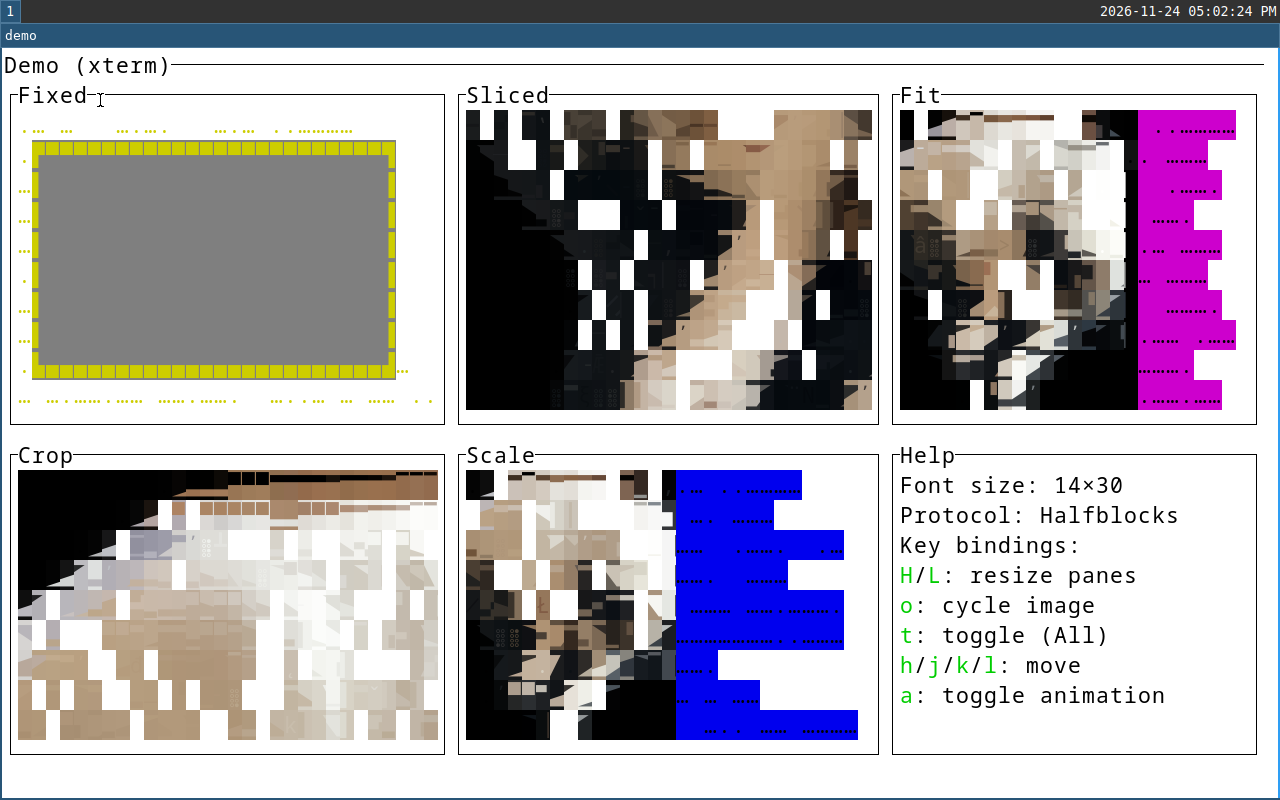 1
2026-11-24 05:02:24 PM
demo
Demo (xterm)
Fixed
Sliced
Fit
Crop
Scale
Help
Font size: 14×30
Protocol: Halfblocks
Key bindings:
H/L: resize panes
o: cycle image
t: toggle (All)
h/j/k/l: move
a: toggle animation